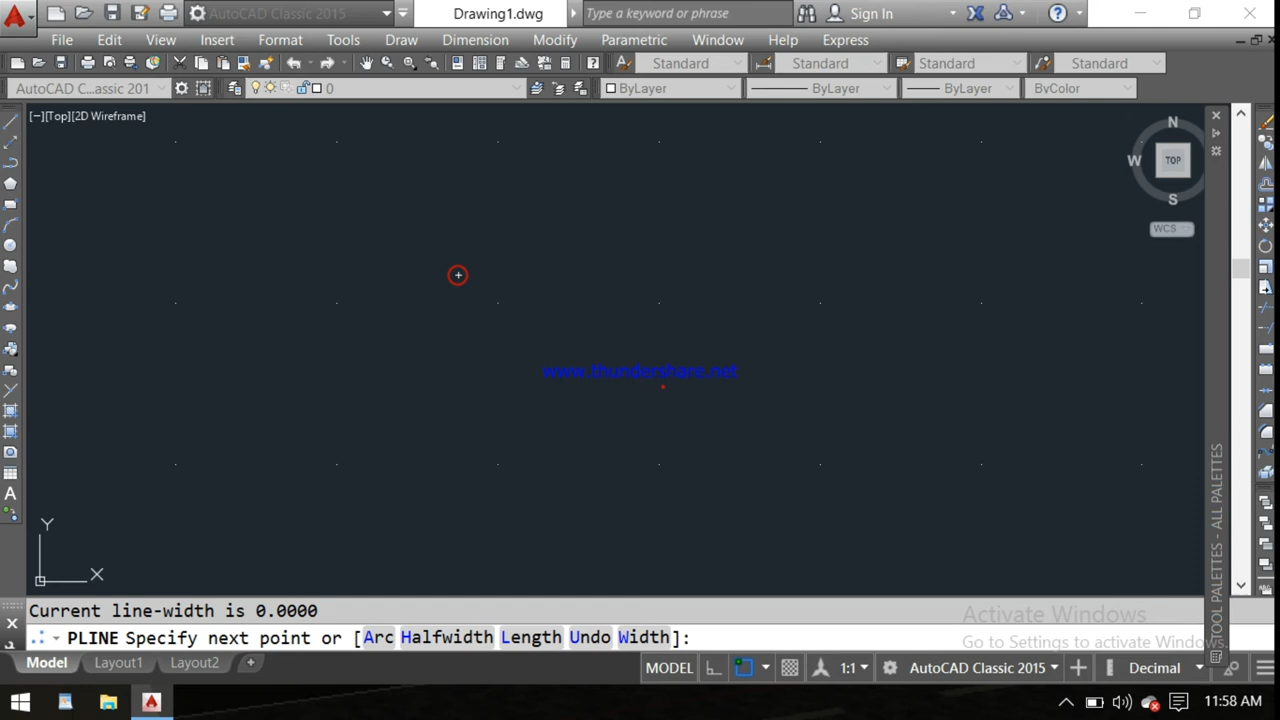 AutoCAD Classic 2015
Drawing1.dwg
Type a keyword or phrase
Sign In
File Edit View Insert Format Tools Draw Dimension Modify Parametric Window Help Express
Standard Standard Standard Standard
AutoCAD C...assic 201 0 ByLayer ByLayer ByLayer ByColor
[−][Top][2D Wireframe]
N
W TOP
S
WCS
www.thundershare.net
Y
X
TOOL PALETTES - ALL PALETTES
Current line-width is 0.0000
PLINE Specify next point or [Arc Halfwidth Length Undo Width]:
Activate Windows
Go to Settings to activate Windows.
Model Layout1 Layout2 + MODEL 1:1 AutoCAD Classic 2015 Decimal
11:58 AM